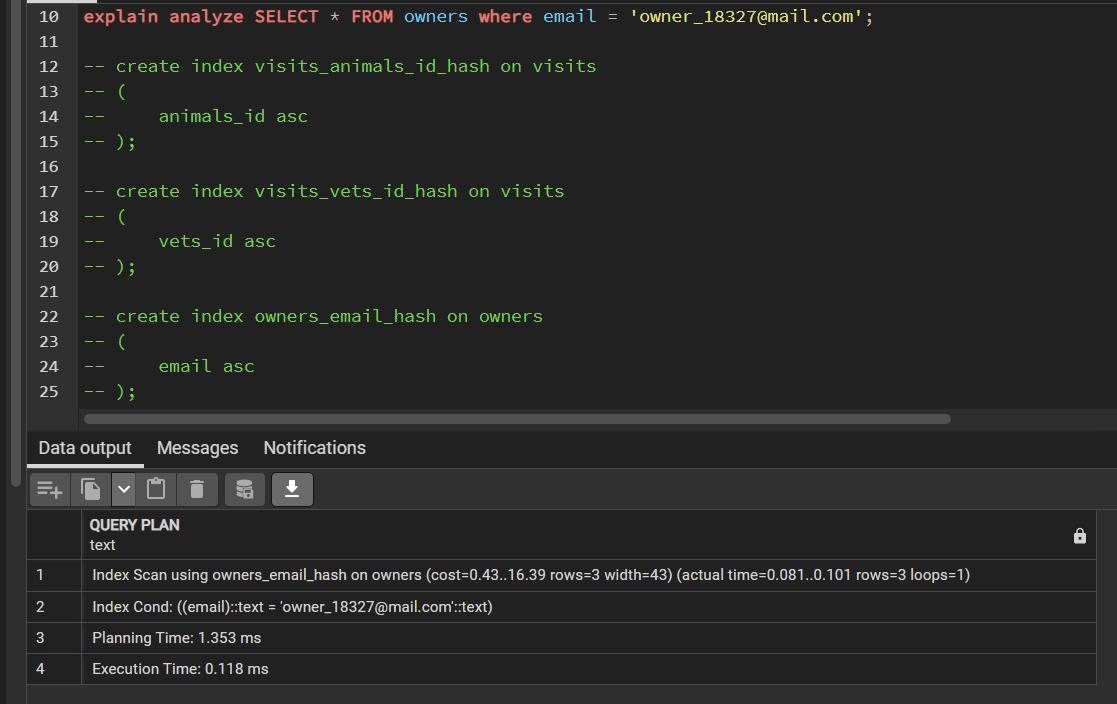 10 explain analyze SELECT * FROM owners where email = 'owner_18327@mail.com';
11
12 -- create index visits_animals_id_hash on visits
13 -- (
14 --     animals_id asc
15 -- );
16
17 -- create index visits_vets_id_hash on visits
18 -- (
19 --     vets_id asc
20 -- );
21
22 -- create index owners_email_hash on owners
23 -- (
24 --     email asc
25 -- );
Data output Messages Notifications
QUERY PLAN
text
1 Index Scan using owners_email_hash on owners (cost=0.43..16.39 rows=3 width=43) (actual time=0.081..0.101 rows=3 loops=1)
2 Index Cond: ((email)::text = 'owner_18327@mail.com'::text)
3 Planning Time: 1.353 ms
4 Execution Time: 0.118 ms